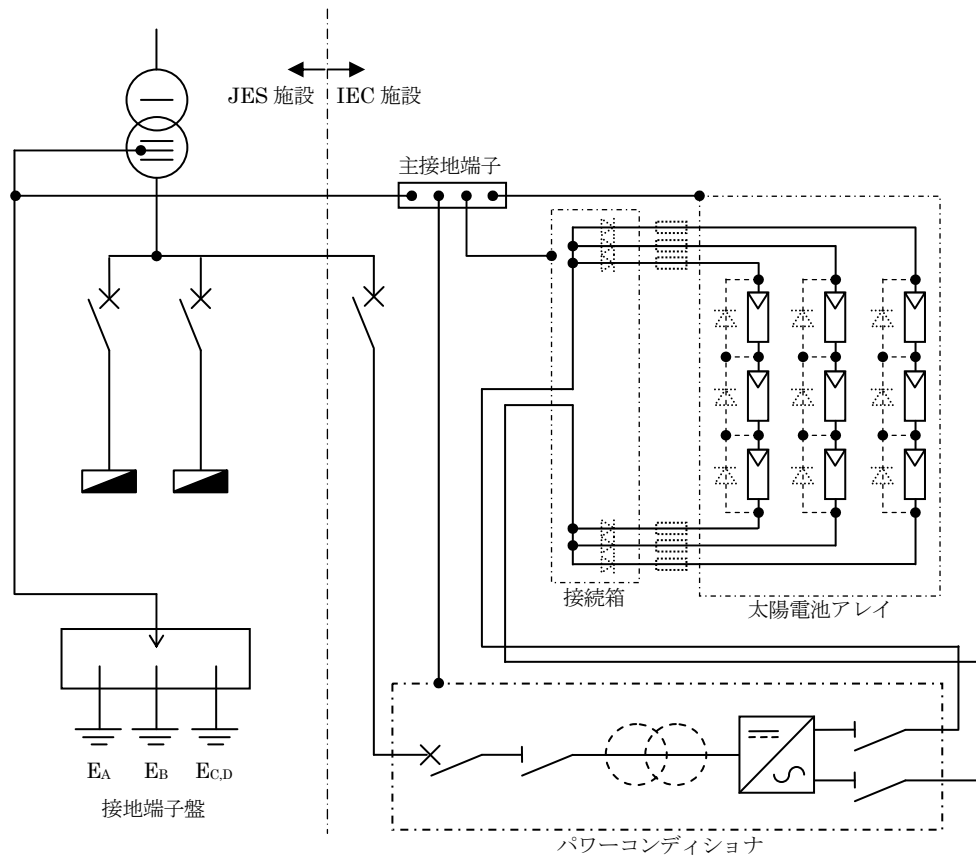 JES 施設
IEC 施設
主接地端子
接続箱
太陽電池アレイ
EA
EB
EC,D
接地端子盤
パワーコンディショナ